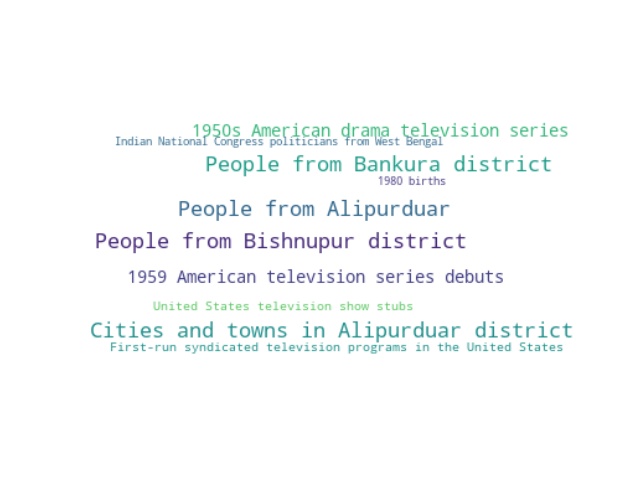 1950s American drama television series
Indian National Congress politicians from West Bengal
People from Bankura district
1980 births
People from Alipurduar
People from Bishnupur district
1959 American television series debuts
United States television show stubs
Cities and towns in Alipurduar district
First-run syndicated television programs in the United States